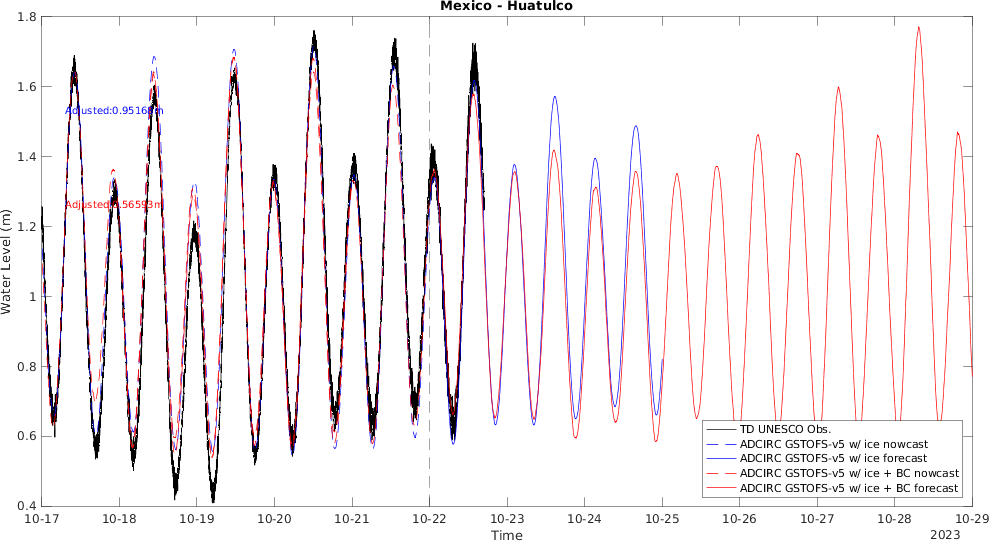 Mexico - Huatulco
Water Level (m)
1.8
1.6
1.4
1.2
1
0.8
0.6
0.4
Adjusted:0.95168m
Adjusted:0.56593m
TD UNESCO Obs.
ADCIRC GSTOFS-v5 w/ ice nowcast
ADCIRC GSTOFS-v5 w/ ice forecast
ADCIRC GSTOFS-v5 w/ ice + BC nowcast
ADCIRC GSTOFS-v5 w/ ice + BC forecast
10-17 10-18 10-19 10-20 10-21 10-22 10-23 10-24 10-25 10-26 10-27 10-28 10-29
Time
2023